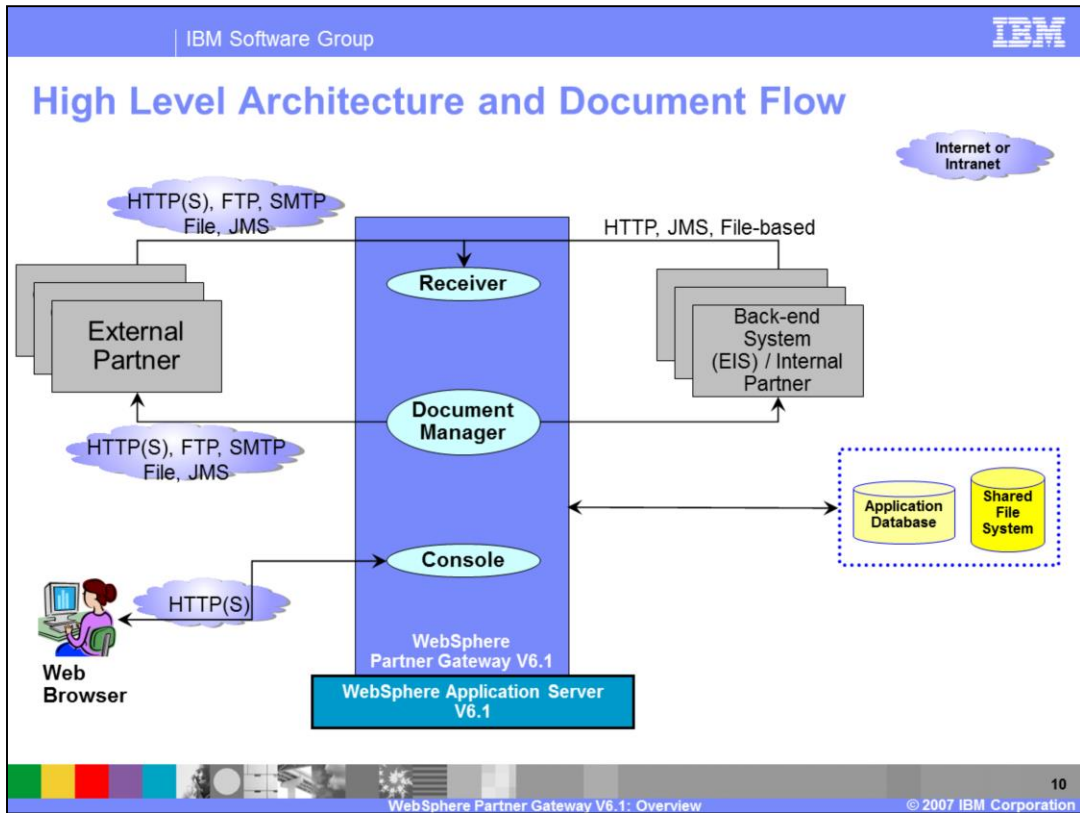 IBM Software Group
IBM
High Level Architecture and Document Flow
Internet or
Intranet
HTTP(S), FTP, SMTP
File, JMS
HTTP, JMS, File-based
Receiver
External
Partner
Back-end
System
(EIS) / Internal
Partner
Document
Manager
HTTP(S), FTP, SMTP
File, JMS
Application
Database
Shared
File
System
Console
HTTP(S)
Web
Browser
WebSphere
Partner Gateway V6.1
WebSphere Application Server
V6.1
10
WebSphere Partner Gateway V6.1: Overview
© 2007 IBM Corporation